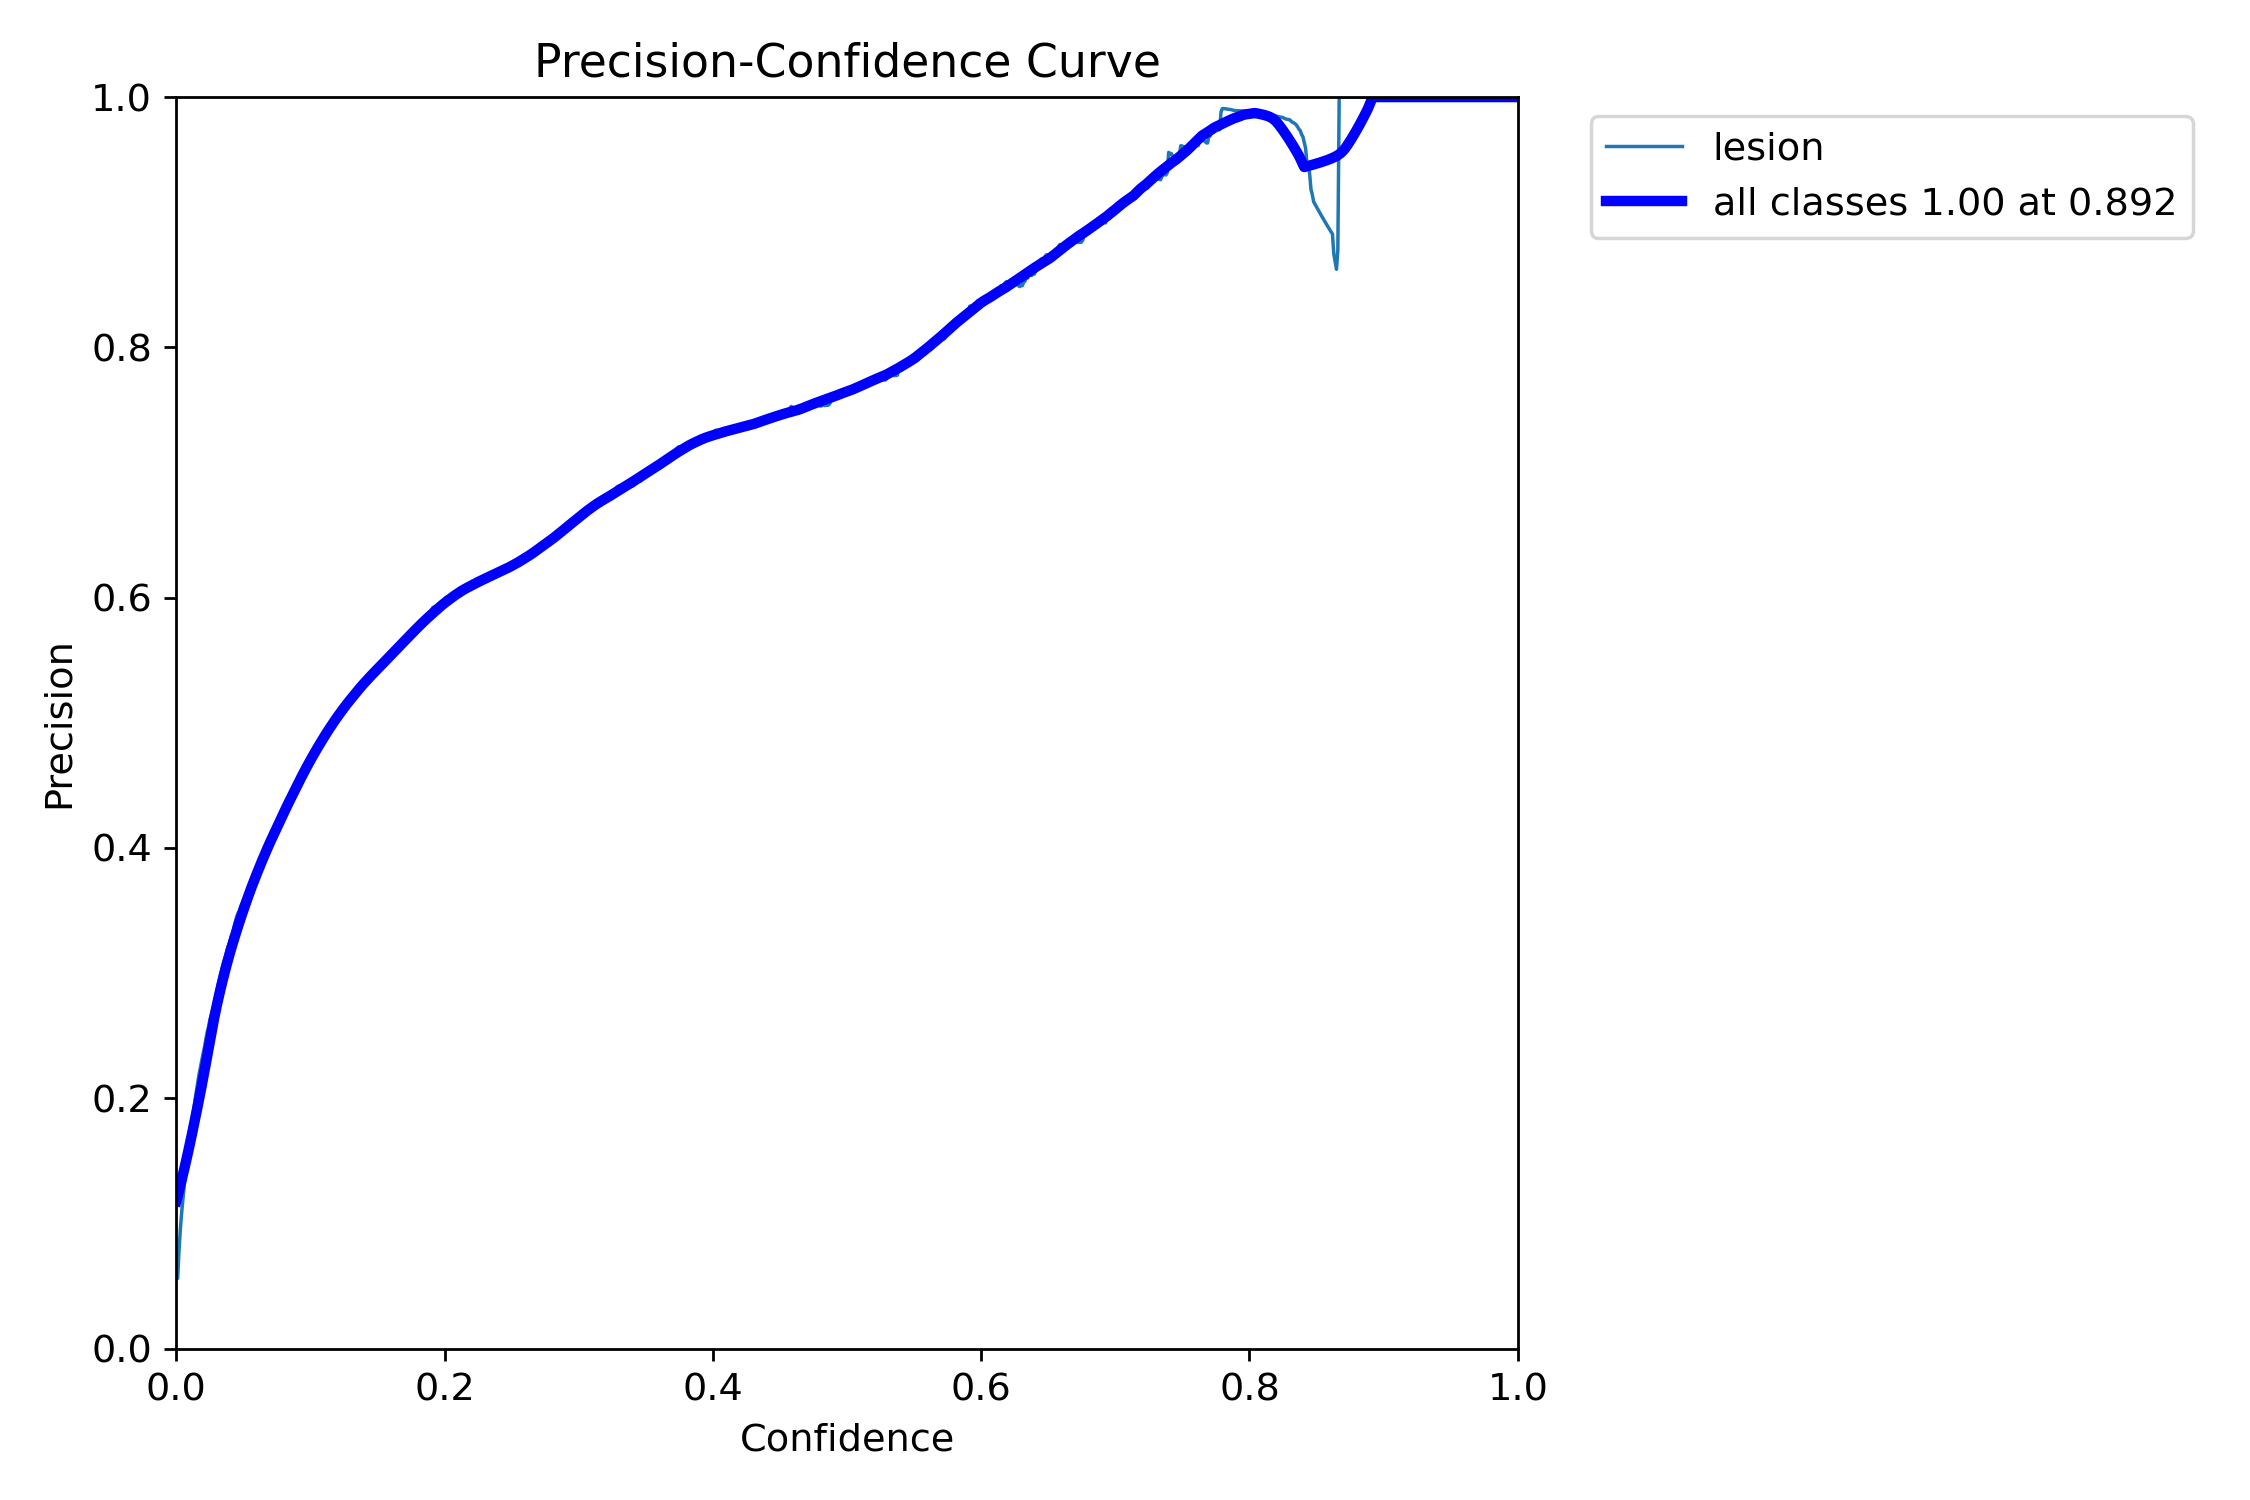 Precision-Confidence Curve
1.0
0.8
0.6
0.4
0.2
0.0
Precision
0.0 0.2 0.4 0.6 0.8 1.0
Confidence
lesion
all classes 1.00 at 0.892